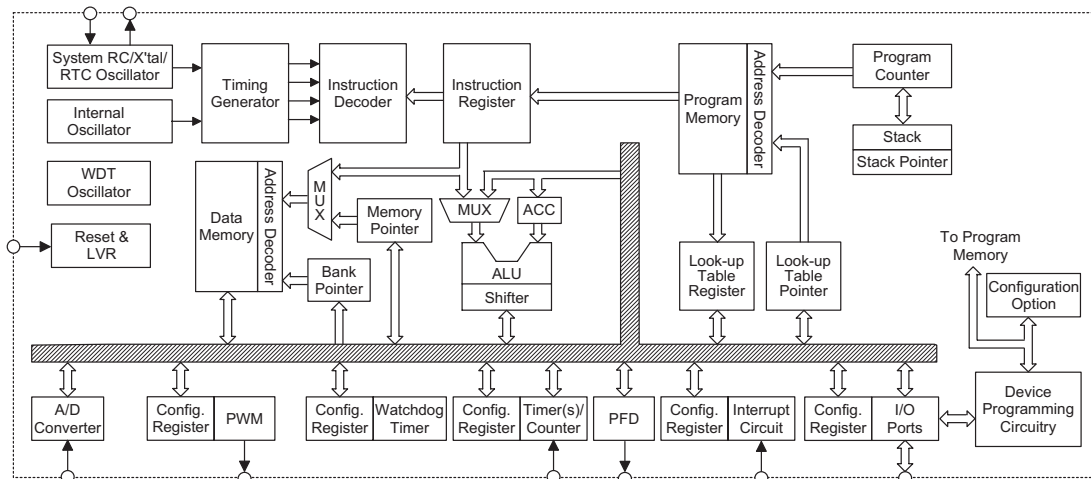 System RC/X'tal/
RTC Oscillator
Internal
Oscillator
WDT
Oscillator
Reset &
LVR
Timing
Generator
Instruction
Decoder
Instruction
Register
Program
Memory
Address Decoder
Program
Counter
Stack
Stack Pointer
Data
Memory
Address Decoder
MUX
Memory
Pointer
Bank
Pointer
MUX
ACC
ALU
Shifter
Look-up
Table
Register
Look-up
Table
Pointer
To Program
Memory
Configuration
Option
Device
Programming
Circuitry
A/D
Converter
Config.
Register
PWM
Config.
Register
Watchdog
Timer
Config.
Register
Timer(s)/
Counter
PFD
Config.
Register
Interrupt
Circuit
Config.
Register
I/O
Ports